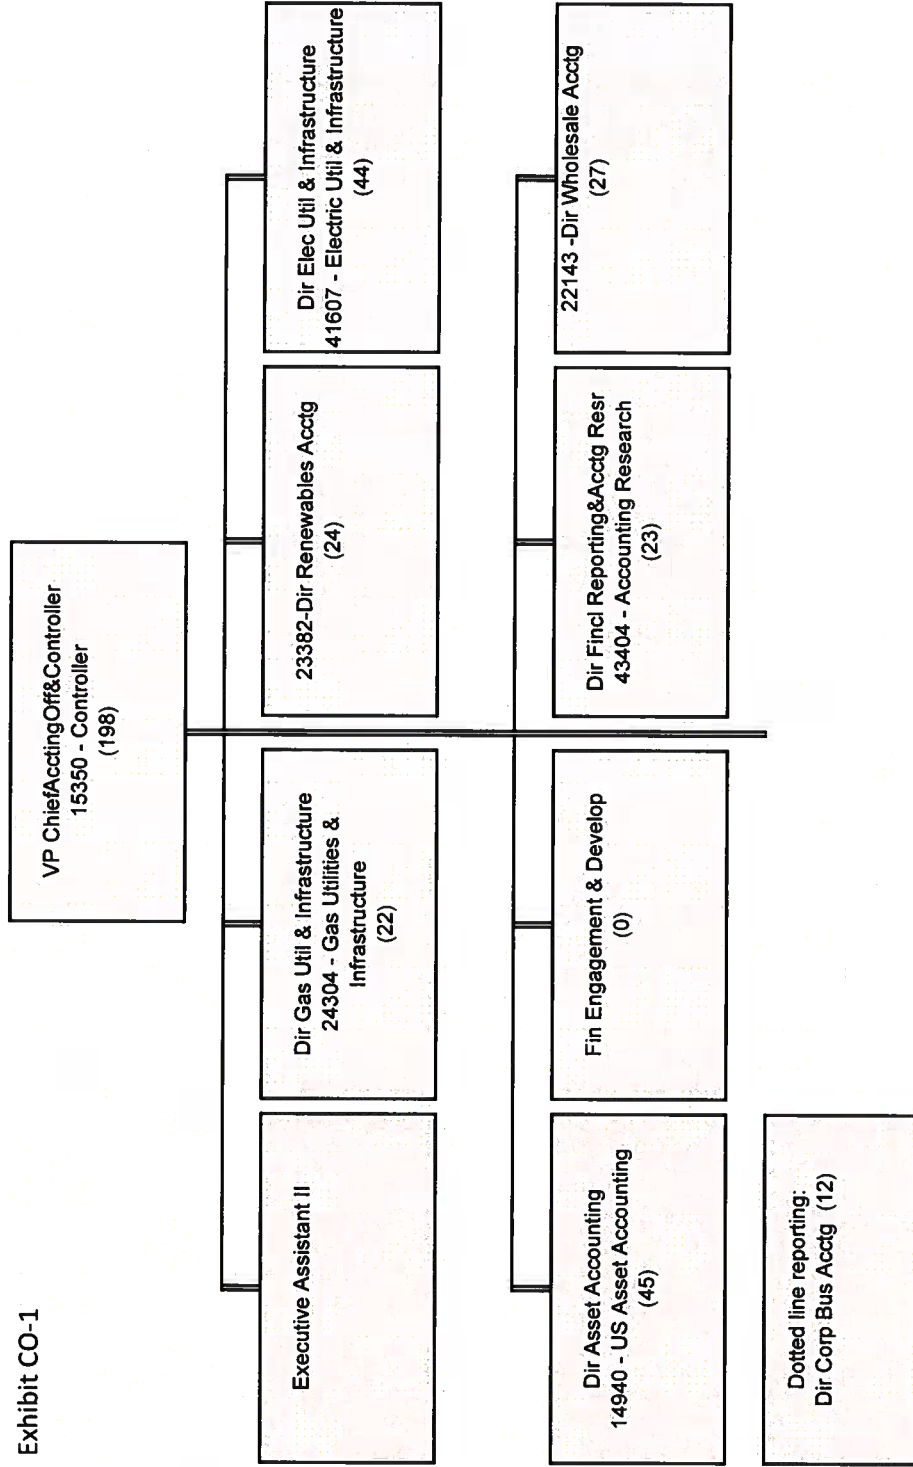 Exhibit CO-1
VP ChiefAcctingOff&Controller
15350 - Controller
(198)
Executive Assistant II
Dir Gas Util & Infrastructure
24304 - Gas Utilities &
Infrastructure
(22)
23382-Dir Renewables Acctg
(24)
Dir Elec Util & Infrastructure
41607 - Electric Util & Infrastructure
(44)
Dir Asset Accounting
14940 - US Asset Accounting
(45)
Fin Engagement & Develop
(0)
Dir Fincl Reporting&Acctg Resr
43404 - Accounting Research
(23)
22143 -Dir Wholesale Acctg
(27)
Dotted line reporting:
Dir Corp Bus Acctg (12)